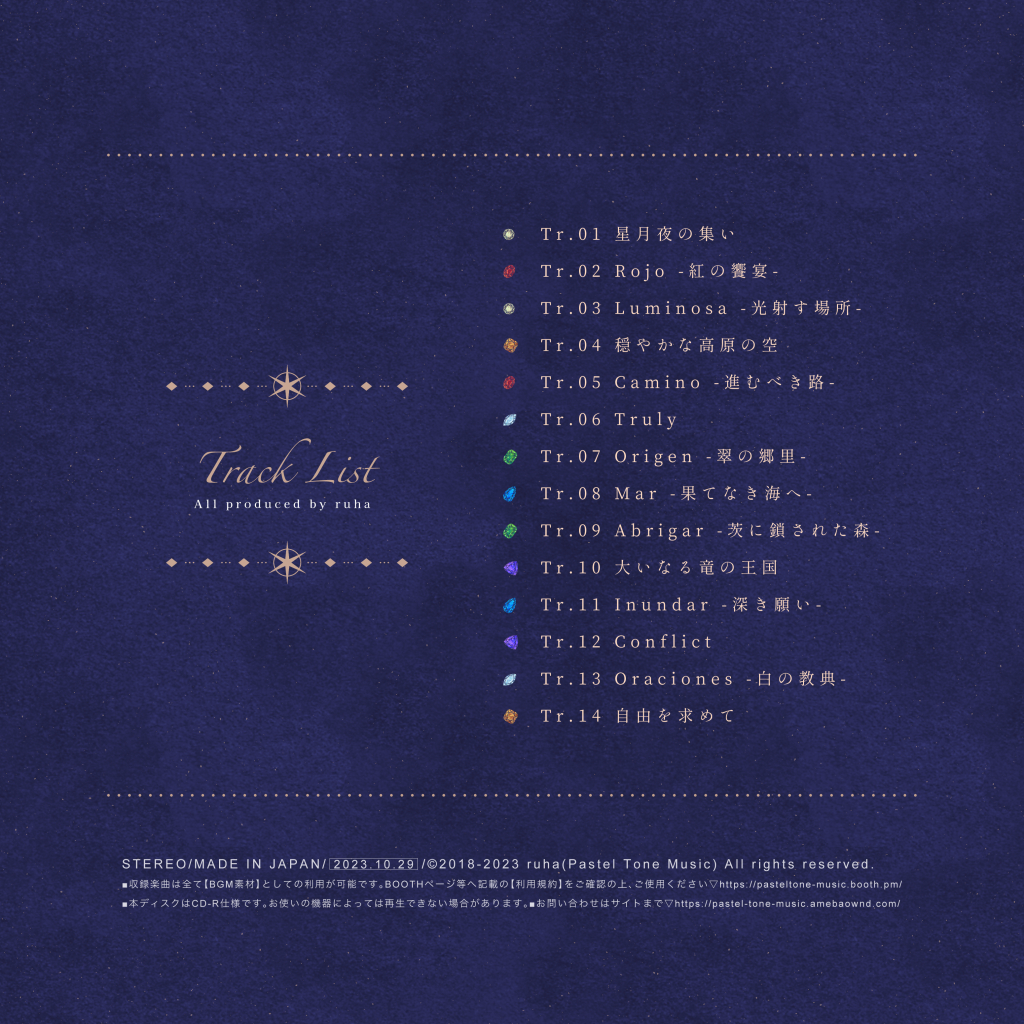 Track List
All produced by ruha
Tr.01 星月夜の集い
Tr.02 Rojo -紅の饗宴-
Tr.03 Luminosa -光射す場所-
Tr.04 穏やかな高原の空
Tr.05 Camino -進むべき路-
Tr.06 Truly
Tr.07 Origen -翠の郷里-
Tr.08 Mar -果てなき海へ-
Tr.09 Abrigar -茨に鎖された森-
Tr.10 大いなる竜の王国
Tr.11 Inundar -深き願い-
Tr.12 Conflict
Tr.13 Oraciones -白の教典-
Tr.14 自由を求めて
STEREO/MADE IN JAPAN/2023.10.29/©2018-2023 ruha(Pastel Tone Music) All rights reserved.
■収録楽曲は全て【BGM素材】としての利用が可能です。BOOTHページ等へ記載の【利用規約】をご確認の上、ご使用ください▽https://pasteltone-music.booth.pm/
■本ディスクはCD-R仕様です。お使いの機器によっては再生できない場合があります。■お問い合わせはサイトまで▽https://pastel-tone-music.amebaownd.com/